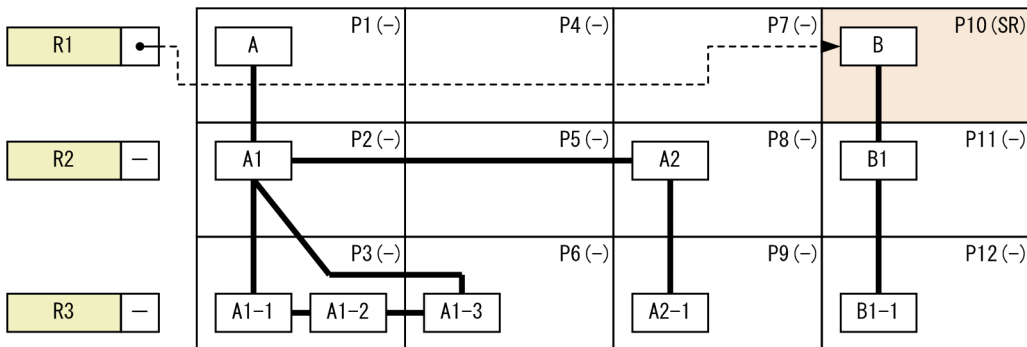 R1 A P1(−) P4(−) P7(−) B P10(SR)
R2 − A1 P2(−) P5(−) A2 P8(−) B1 P11(−)
P3(−) P6(−) P9(−) P12(−)
R3 − A1-1 A1-2 A1-3 A2-1 B1-1